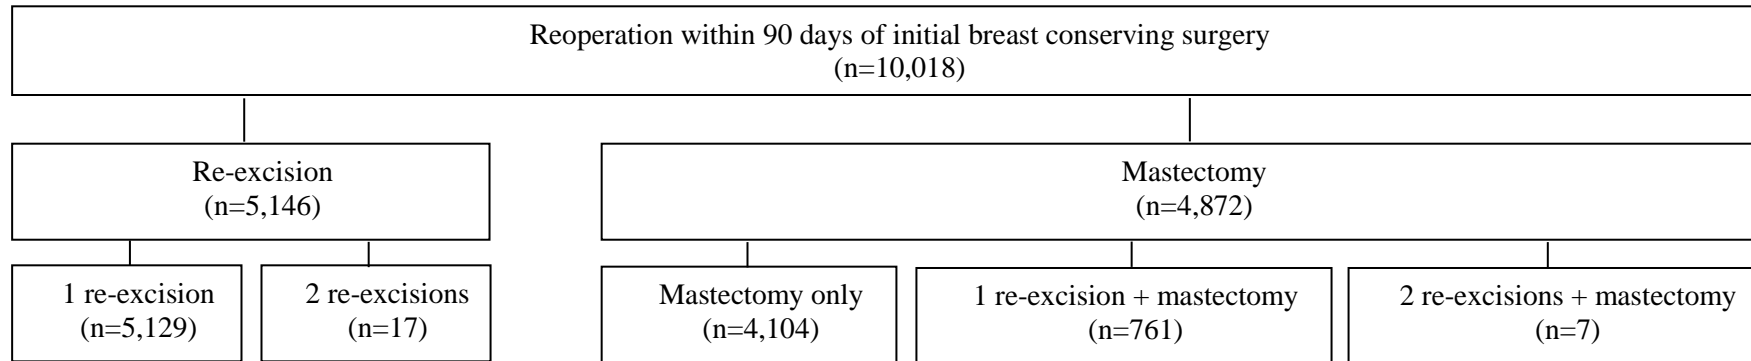 Reoperation within 90 days of initial breast conserving surgery
(n=10,018)
Re-excision
(n=5,146)
Mastectomy
(n=4,872)
1 re-excision
(n=5,129)
2 re-excisions
(n=17)
Mastectomy only
(n=4,104)
1 re-excision + mastectomy
(n=761)
2 re-excisions + mastectomy
(n=7)